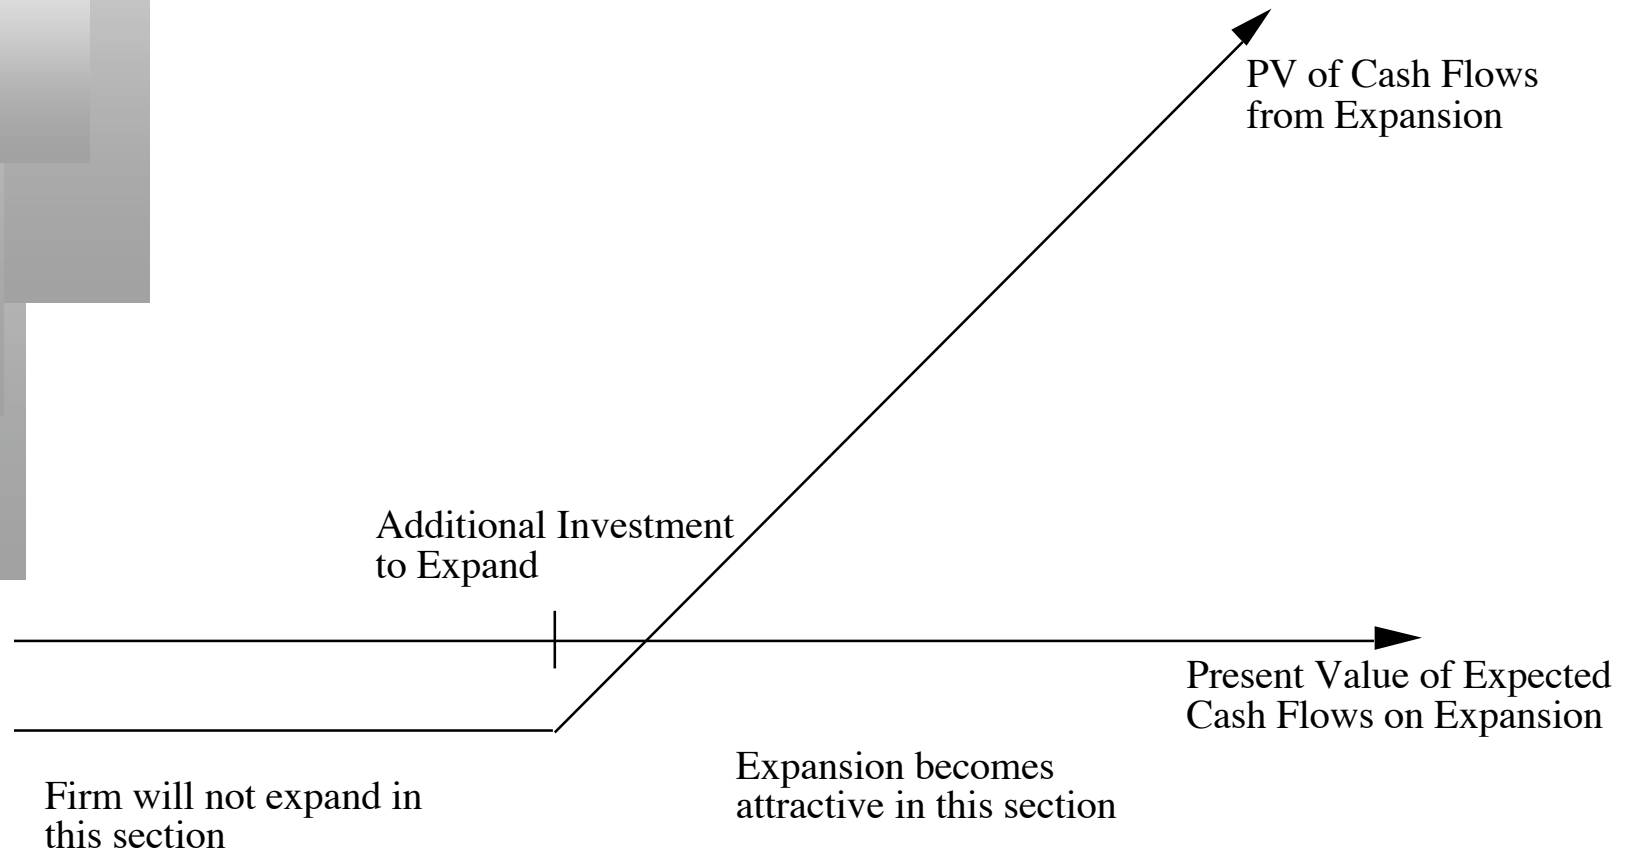 PV of Cash Flows
from Expansion
Additional Investment
to Expand
Present Value of Expected
Cash Flows on Expansion
Expansion becomes
attractive in this section
Firm will not expand in
this section